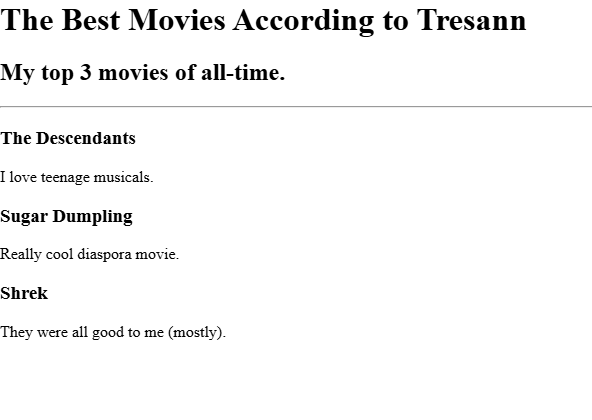 The Best Movies According to Tresann
My top 3 movies of all-time.
The Descendants
I love teenage musicals.
Sugar Dumpling
Really cool diaspora movie.
Shrek
They were all good to me (mostly).